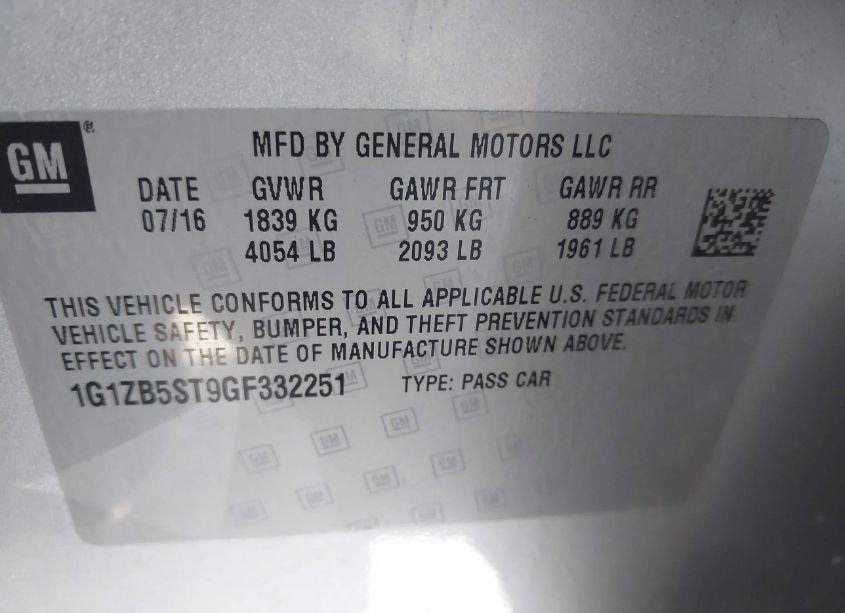 GM®
MFD BY GENERAL MOTORS LLC
DATE GVWR GAWR FRT GAWR RR
07/16 1839 KG 950 KG 889 KG
4054 LB 2093 LB 1961 LB
THIS VEHICLE CONFORMS TO ALL APPLICABLE U.S. FEDERAL MOTOR
VEHICLE SAFETY, BUMPER, AND THEFT PREVENTION STANDARDS IN
EFFECT ON THE DATE OF MANUFACTURE SHOWN ABOVE.
1G1ZB5ST9GF332251 TYPE: PASS CAR